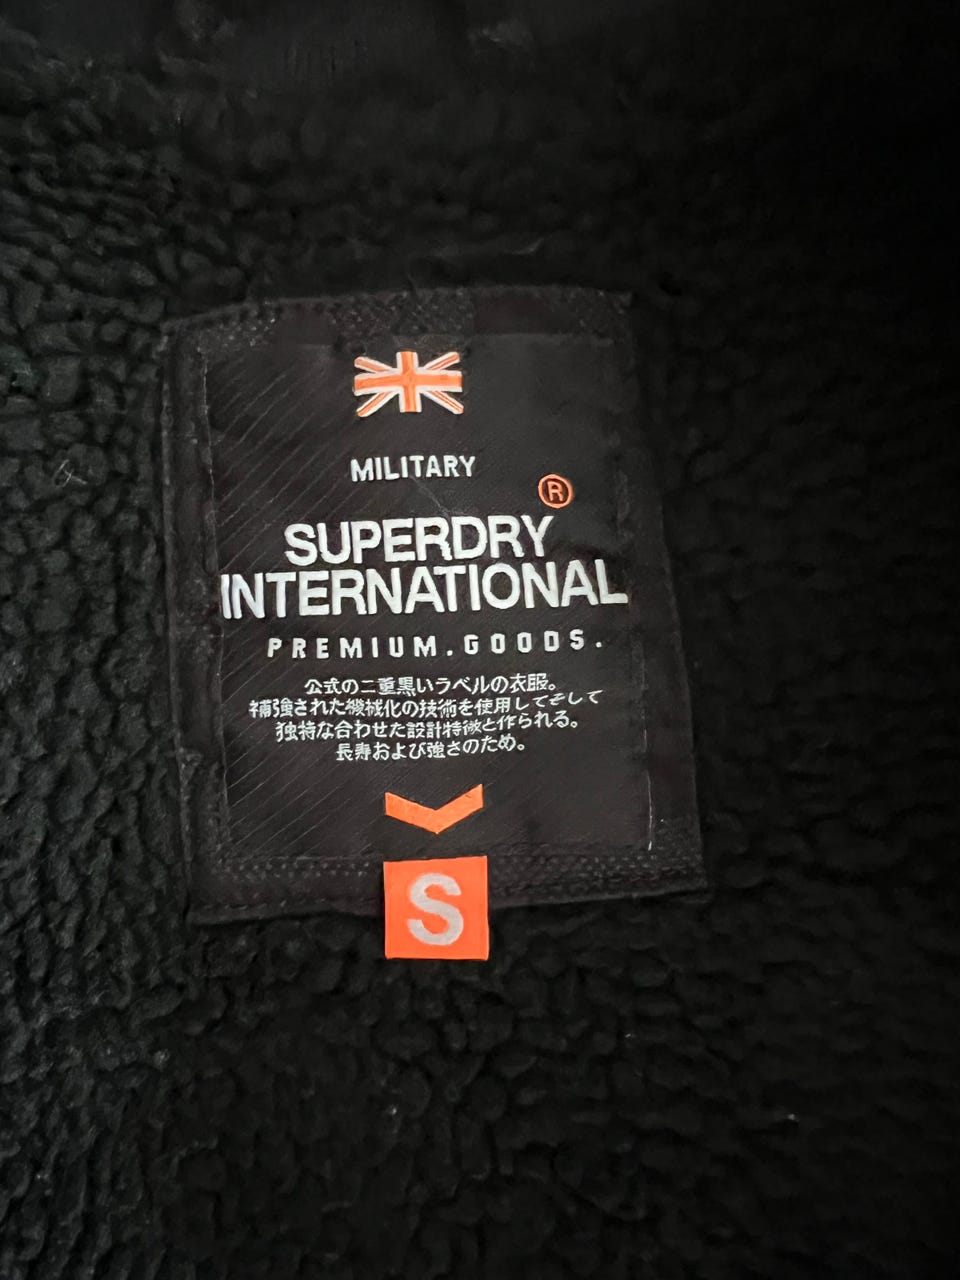 MILITARY
®
SUPERDRY
INTERNATIONAL
PREMIUM.GOODS.
公式の二重黒いラベルの衣服。
補強された機械化の技術を使用してそして
独特な合わせた設計特徴と作られる。
長寿および強さのため。
S